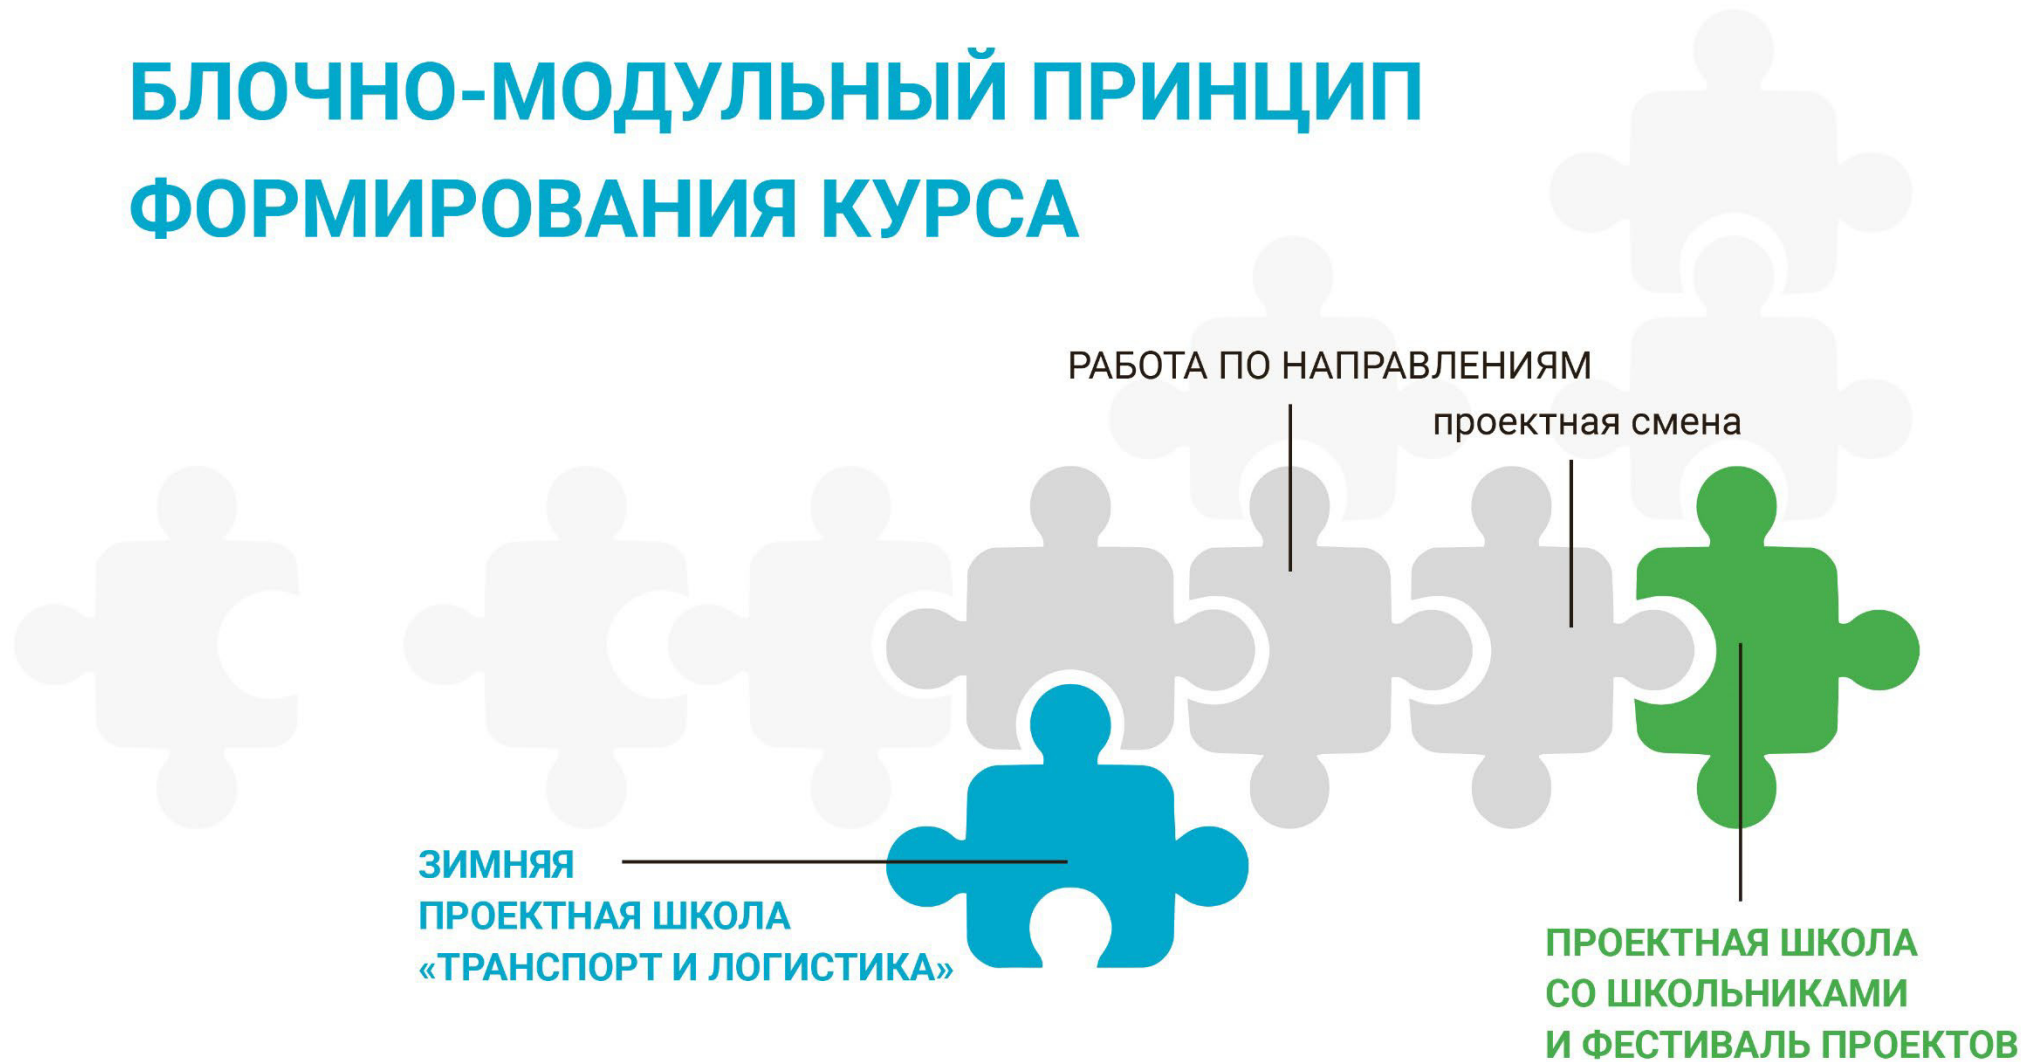 БЛОЧНО-МОДУЛЬНЫЙ ПРИНЦИП
ФОРМИРОВАНИЯ КУРСА
РАБОТА ПО НАПРАВЛЕНИЯМ
проектная смена
ЗИМНЯЯ
ПРОЕКТНАЯ ШКОЛА
«ТРАНСПОРТ И ЛОГИСТИКА»
ПРОЕКТНАЯ ШКОЛА
СО ШКОЛЬНИКАМИ
И ФЕСТИВАЛЬ ПРОЕКТОВ